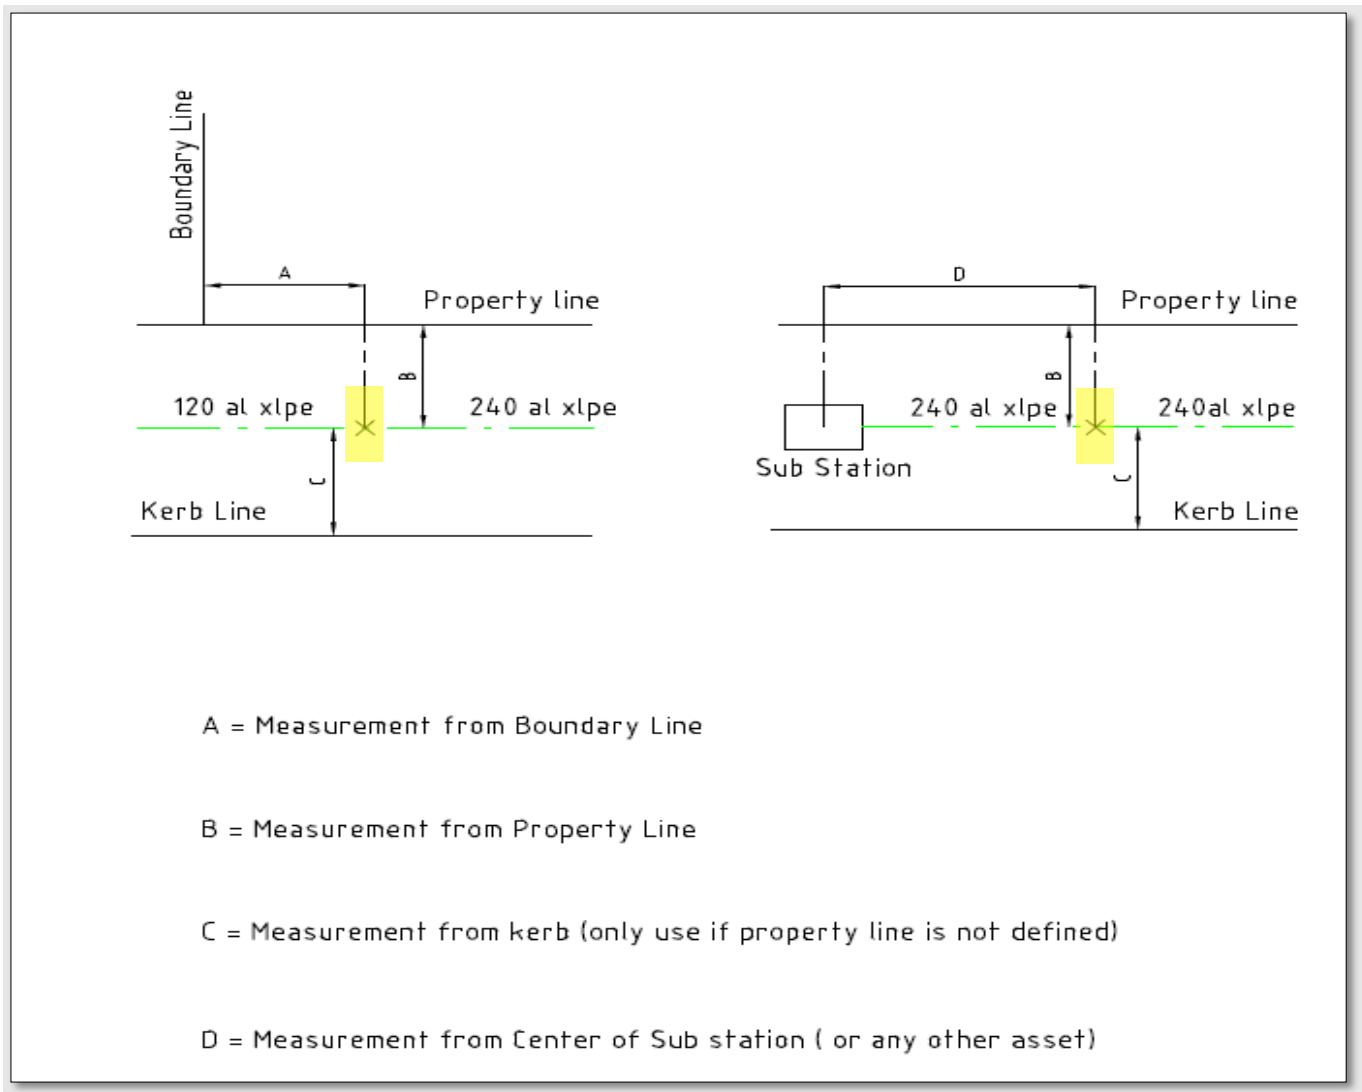 Boundary Line
A
Property line
B
120 al xlpe
240 al xlpe
C
Kerb Line
D
Property line
B
240 al xlpe
240al xlpe
Sub Station
C
Kerb Line
A = Measurement from Boundary Line
B = Measurement from Property Line
C = Measurement from kerb (only use if property line is not defined)
D = Measurement from Center of Sub station ( or any other asset)